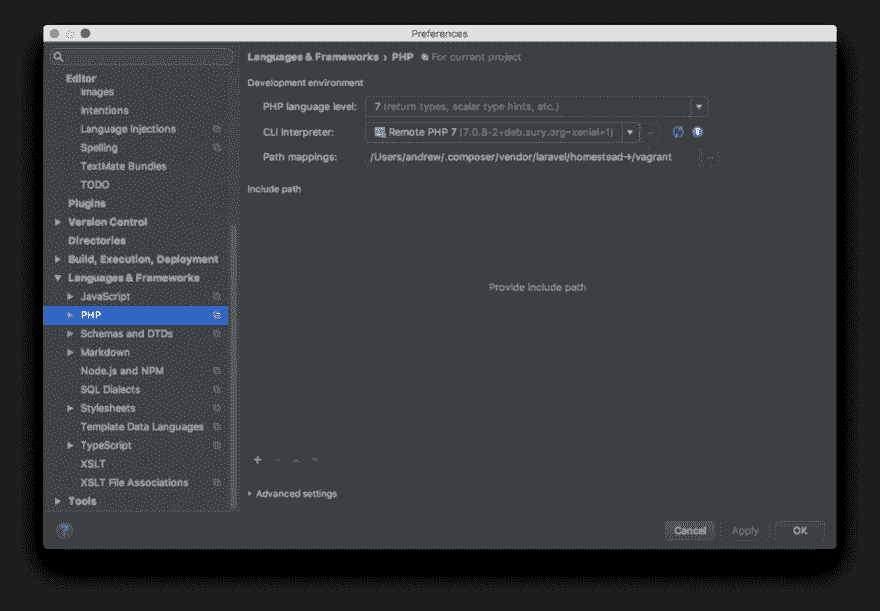 Preferences
Languages & Frameworks › PHP For current project
Editor
Images
Intentions
Language Injections
Spelling
TextMate Bundles
TODO
Plugins
Version Control
Directories
Build, Execution, Deployment
Languages & Frameworks
JavaScript
PHP
Schemas and DTDs
Markdown
Node.js and NPM
SQL Dialects
Stylesheets
Template Data Languages
TypeScript
XSLT
XSLT File Associations
Tools
Development environment
PHP language level: 7 (return types, scalar type hints, etc.)
CLI Interpreter: Remote PHP 7 (7.0.8-2+deb.sury.org~xenial+1) ...
Path mappings: /Users/andrew/.composer/vendor/laravel/homestead→/vagrant ...
Include path
Provide include path
Advanced settings
?
Cancel Apply OK